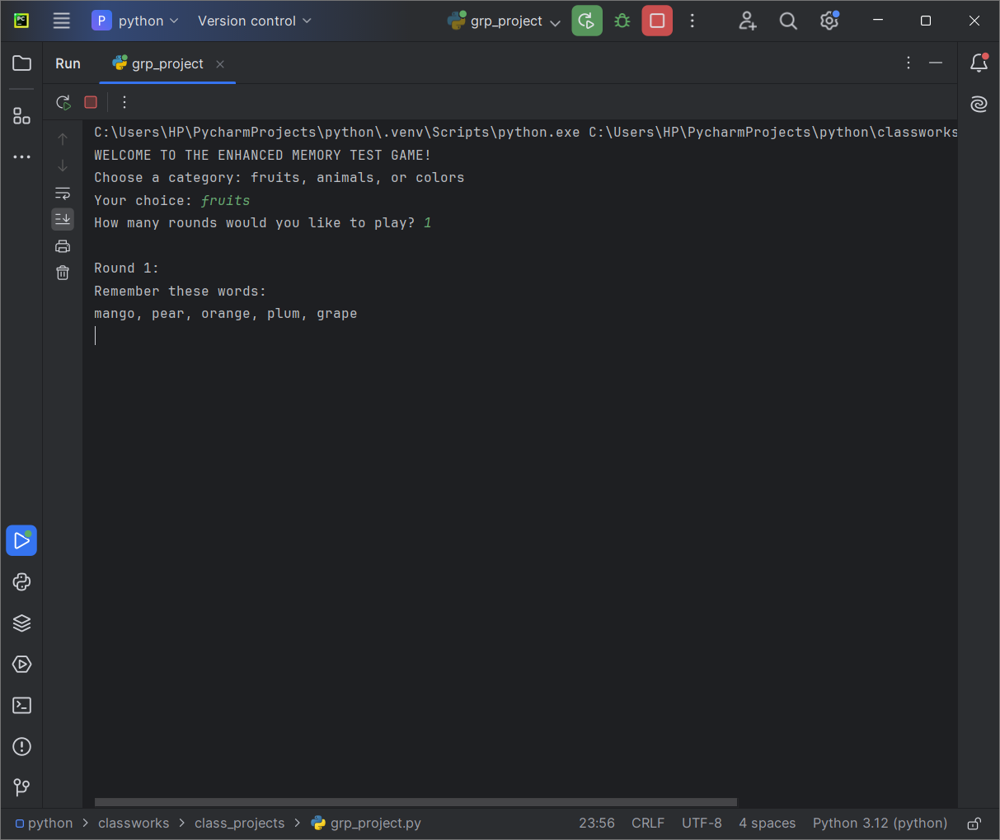 PC
P python
Version control
grp_project
Run
grp_project
C:\Users\HP\PycharmProjects\python\.venv\Scripts\python.exe C:\Users\HP\PycharmProjects\python\classworks
WELCOME TO THE ENHANCED MEMORY TEST GAME!
Choose a category: fruits, animals, or colors
Your choice: fruits
How many rounds would you like to play? 1
Round 1:
Remember these words:
mango, pear, orange, plum, grape
python > classworks > class_projects > grp_project.py
23:56 CRLF UTF-8 4 spaces Python 3.12 (python)